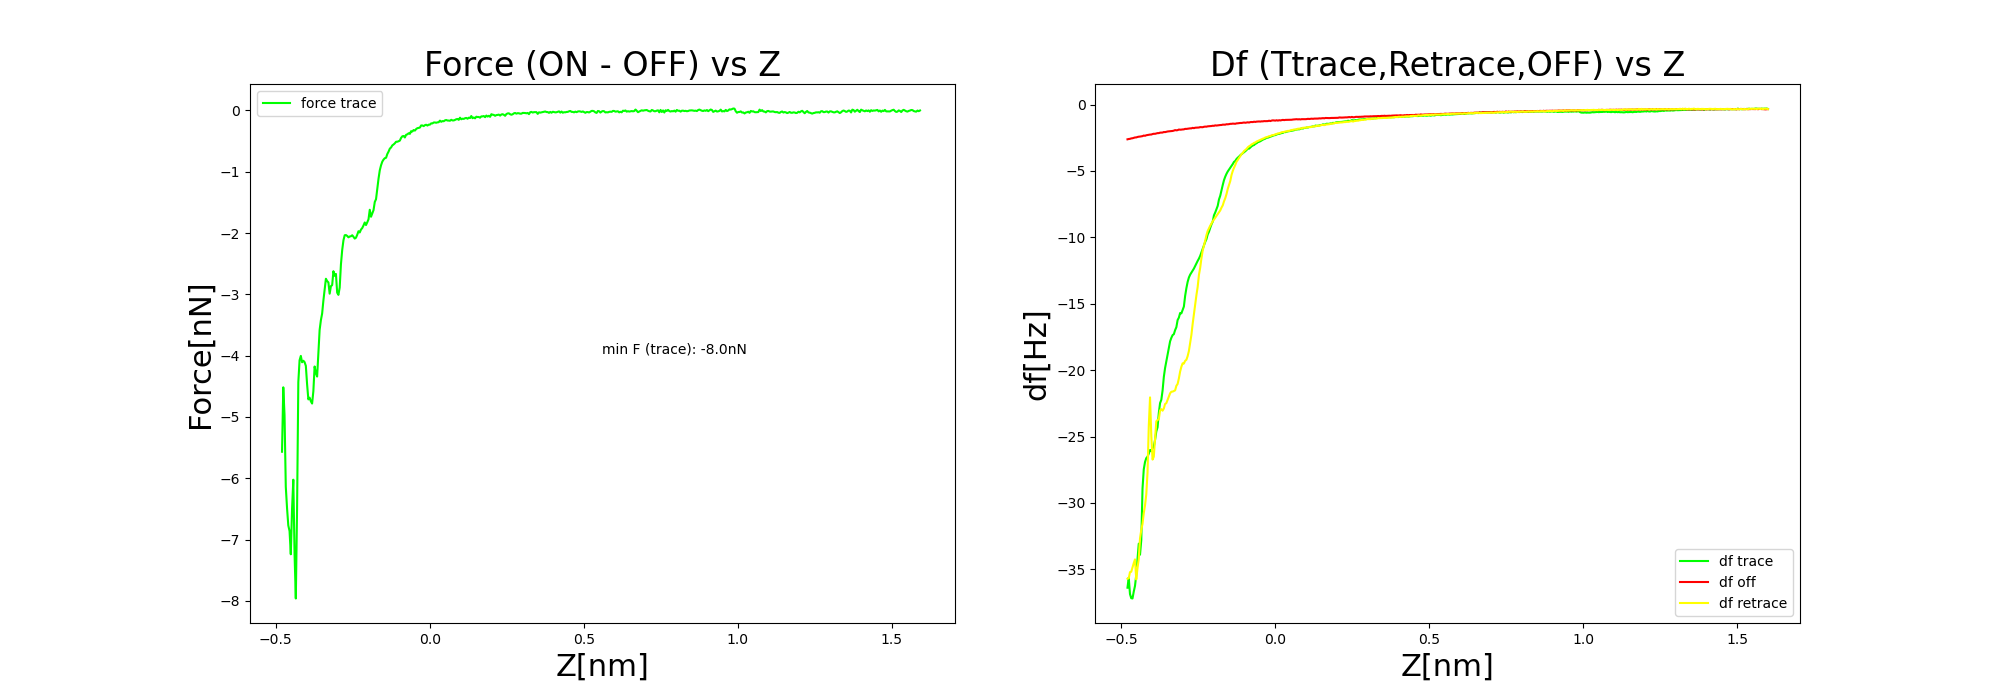 Force (ON - OFF) vs Z
force trace
Force[nN]
0
−1
−2
−3
−4
−5
−6
−7
−8
min F (trace): -8.0nN
−0.5 0.0 0.5 1.0 1.5
Z[nm]
Df (Ttrace,Retrace,OFF) vs Z
df[Hz]
0
−5
−10
−15
−20
−25
−30
−35
df trace
df off
df retrace
−0.5 0.0 0.5 1.0 1.5
Z[nm]